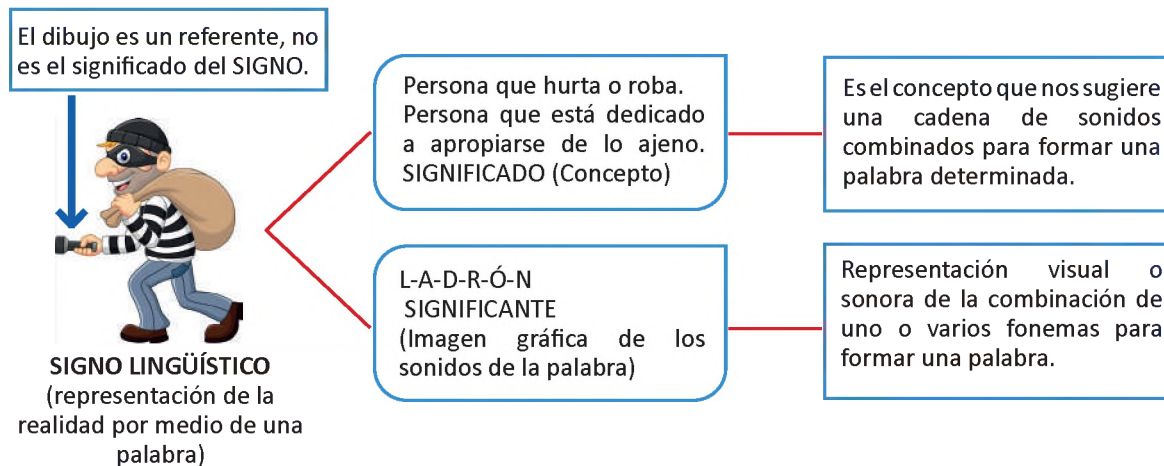 El dibujo es un referente, no
es el significado del SIGNO.
SIGNO LINGÜÍSTICO
(representación de la
realidad por medio de una
palabra)
Persona que hurta o roba.
Persona que está dedicado
a apropiarse de lo ajeno.
SIGNIFICADO (Concepto)
Es el concepto que nos sugiere
una cadena de sonidos
combinados para formar una
palabra determinada.
L-A-D-R-Ó-N
SIGNIFICANTE
(Imagen gráfica de los
sonidos de la palabra)
Representación visual o
sonora de la combinación de
uno o varios fonemas para
formar una palabra.